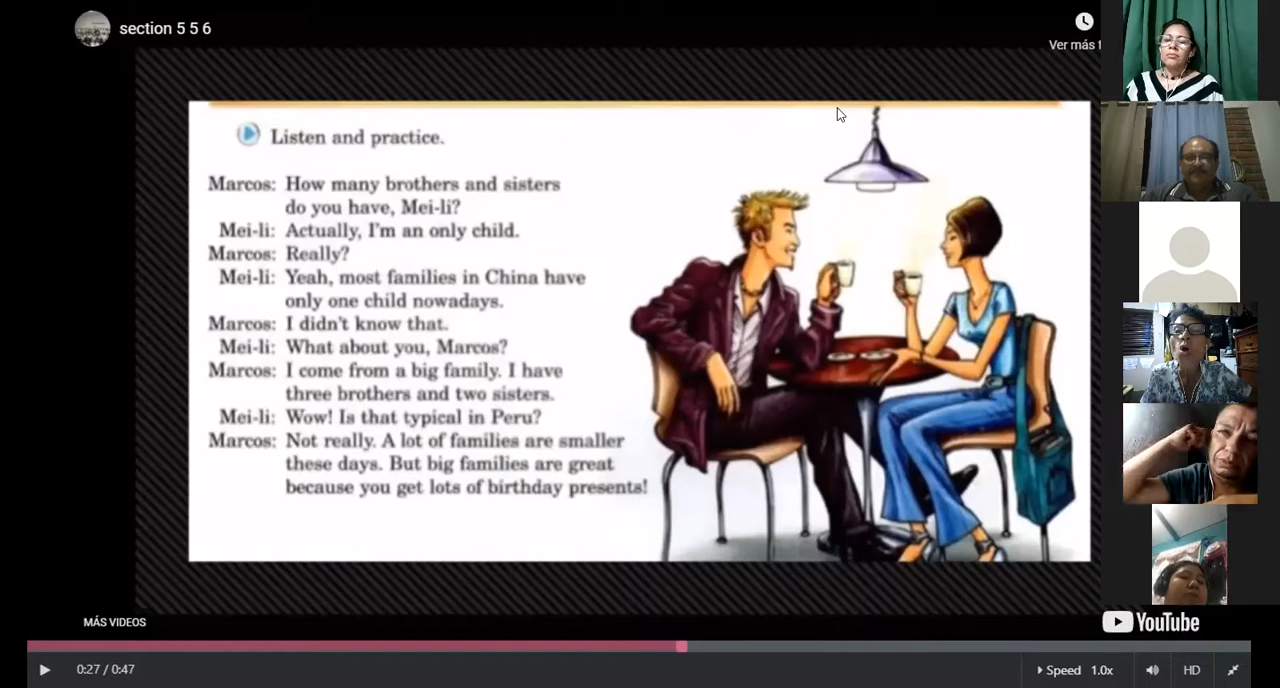 section 5 5 6
Ver más
Listen and practice.
Marcos: How many brothers and sisters
do you have, Mei-li?
Mei-li: Actually, I'm an only child.
Marcos: Really?
Mei-li: Yeah, most families in China have
only one child nowadays.
Marcos: I didn't know that.
Mei-li: What about you, Marcos?
Marcos: I come from a big family. I have
three brothers and two sisters.
Mei-li: Wow! Is that typical in Peru?
Marcos: Not really. A lot of families are smaller
these days. But big families are great
because you get lots of birthday presents!
MÁS VIDEOS
YouTube
0:27 / 0:47
Speed 1.0x
HD